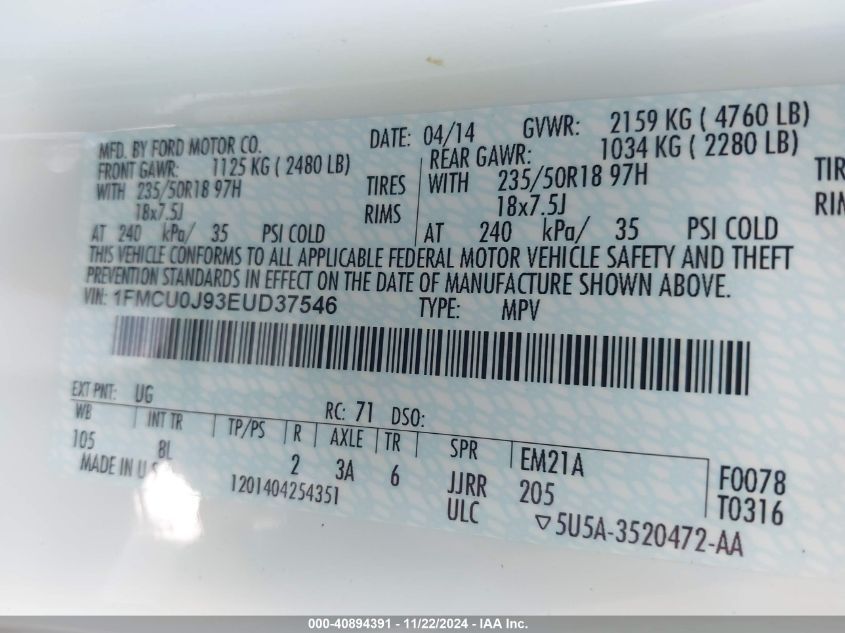 MFD. BY FORD MOTOR CO. DATE: 04/14 GVWR: 2159 KG ( 4760 LB)
FRONT GAWR: 1125 KG ( 2480 LB) REAR GAWR: 1034 KG ( 2280 LB)
WITH 235/50R18 97H TIRES WITH 235/50R18 97H TIR
18x7.5J RIMS 18x7.5J RIM
AT 240 kPa/ 35 PSI COLD AT 240 kPa/ 35 PSI COLD
THIS VEHICLE CONFORMS TO ALL APPLICABLE FEDERAL MOTOR VEHICLE SAFETY AND THEFT
PREVENTION STANDARDS IN EFFECT ON THE DATE OF MANUFACTURE SHOWN ABOVE.
VIN: 1FMCU0J93EUD37546 TYPE: MPV
EXT PNT: UG RC: 71 DSO:
WB INT TR TP/PS R AXLE TR SPR EM21A F0078
105 8L 2 3A 6 JJRR 205 T0316
MADE IN U.S 1201404254351 ULC ▽5U5A-3520472-AA
000-40894391 - 11/22/2024 - IAA Inc.